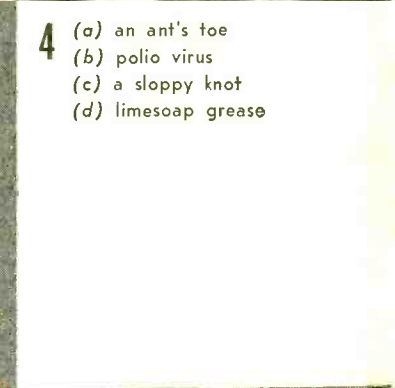 4 (a) an ant's toe
(b) polio virus
(c) a sloppy knot
(d) limesoap grease